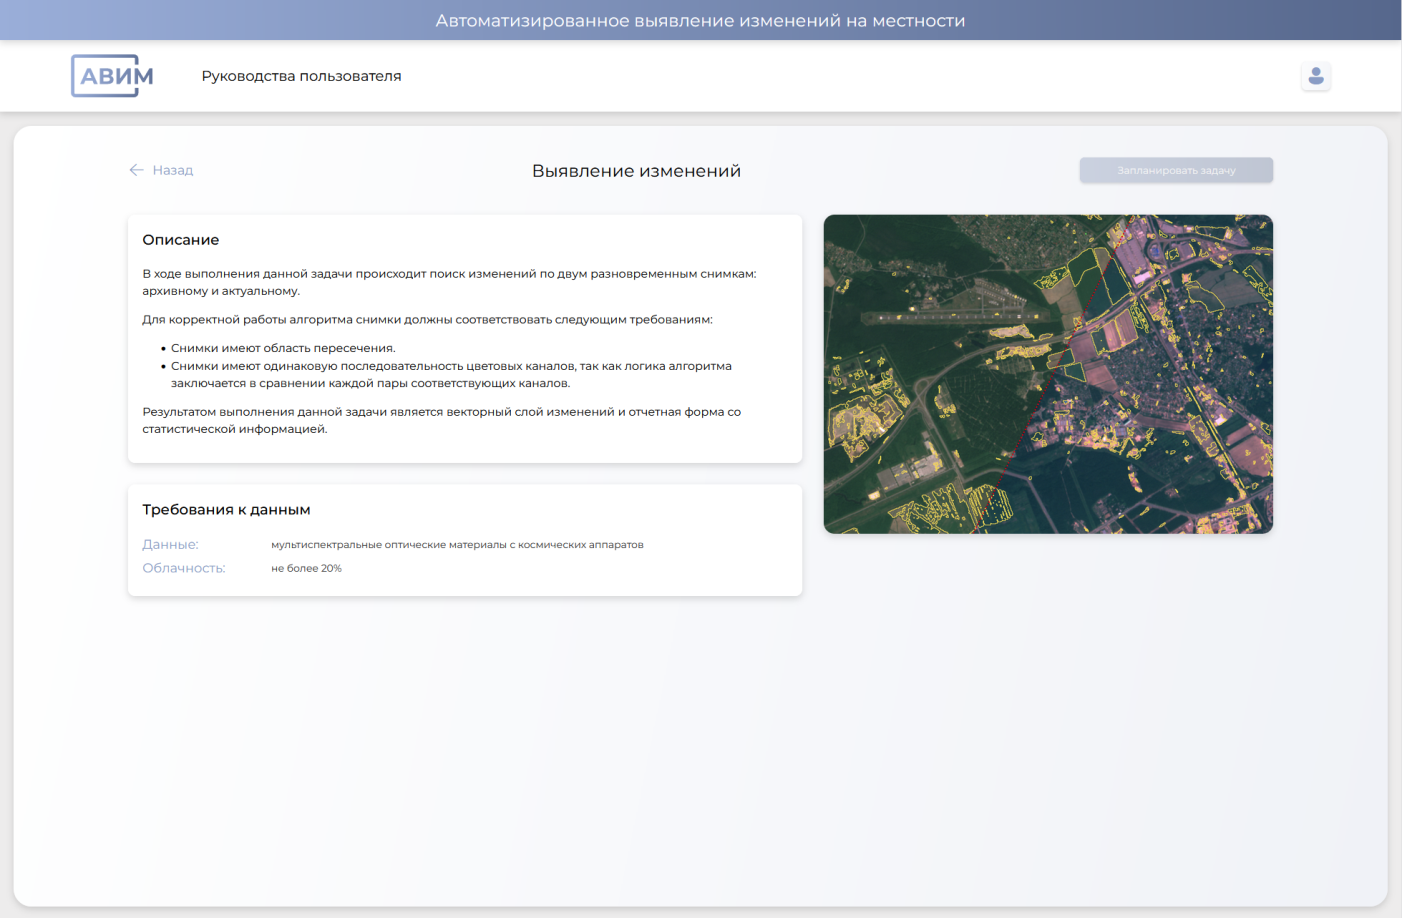 Автоматизированное выявление изменений на местности
АВИМ
Руководства пользователя
Назад
Выявление изменений
Запланировать задачу
Описание
В ходе выполнения данной задачи происходит поиск изменений по двум разновременным снимкам:
архивному и актуальному.
Для корректной работы алгоритма снимки должны соответствовать следующим требованиям:
• Снимки имеют область пересечения.
• Снимки имеют одинаковую последовательность цветовых каналов, так как логика алгоритма
заключается в сравнении каждой пары соответствующих каналов.
Результатом выполнения данной задачи является векторный слой изменений и отчетная форма со
статистической информацией.
Требования к данным
Данные: мультиспектральные оптические материалы с космических аппаратов
Облачность: не более 20%